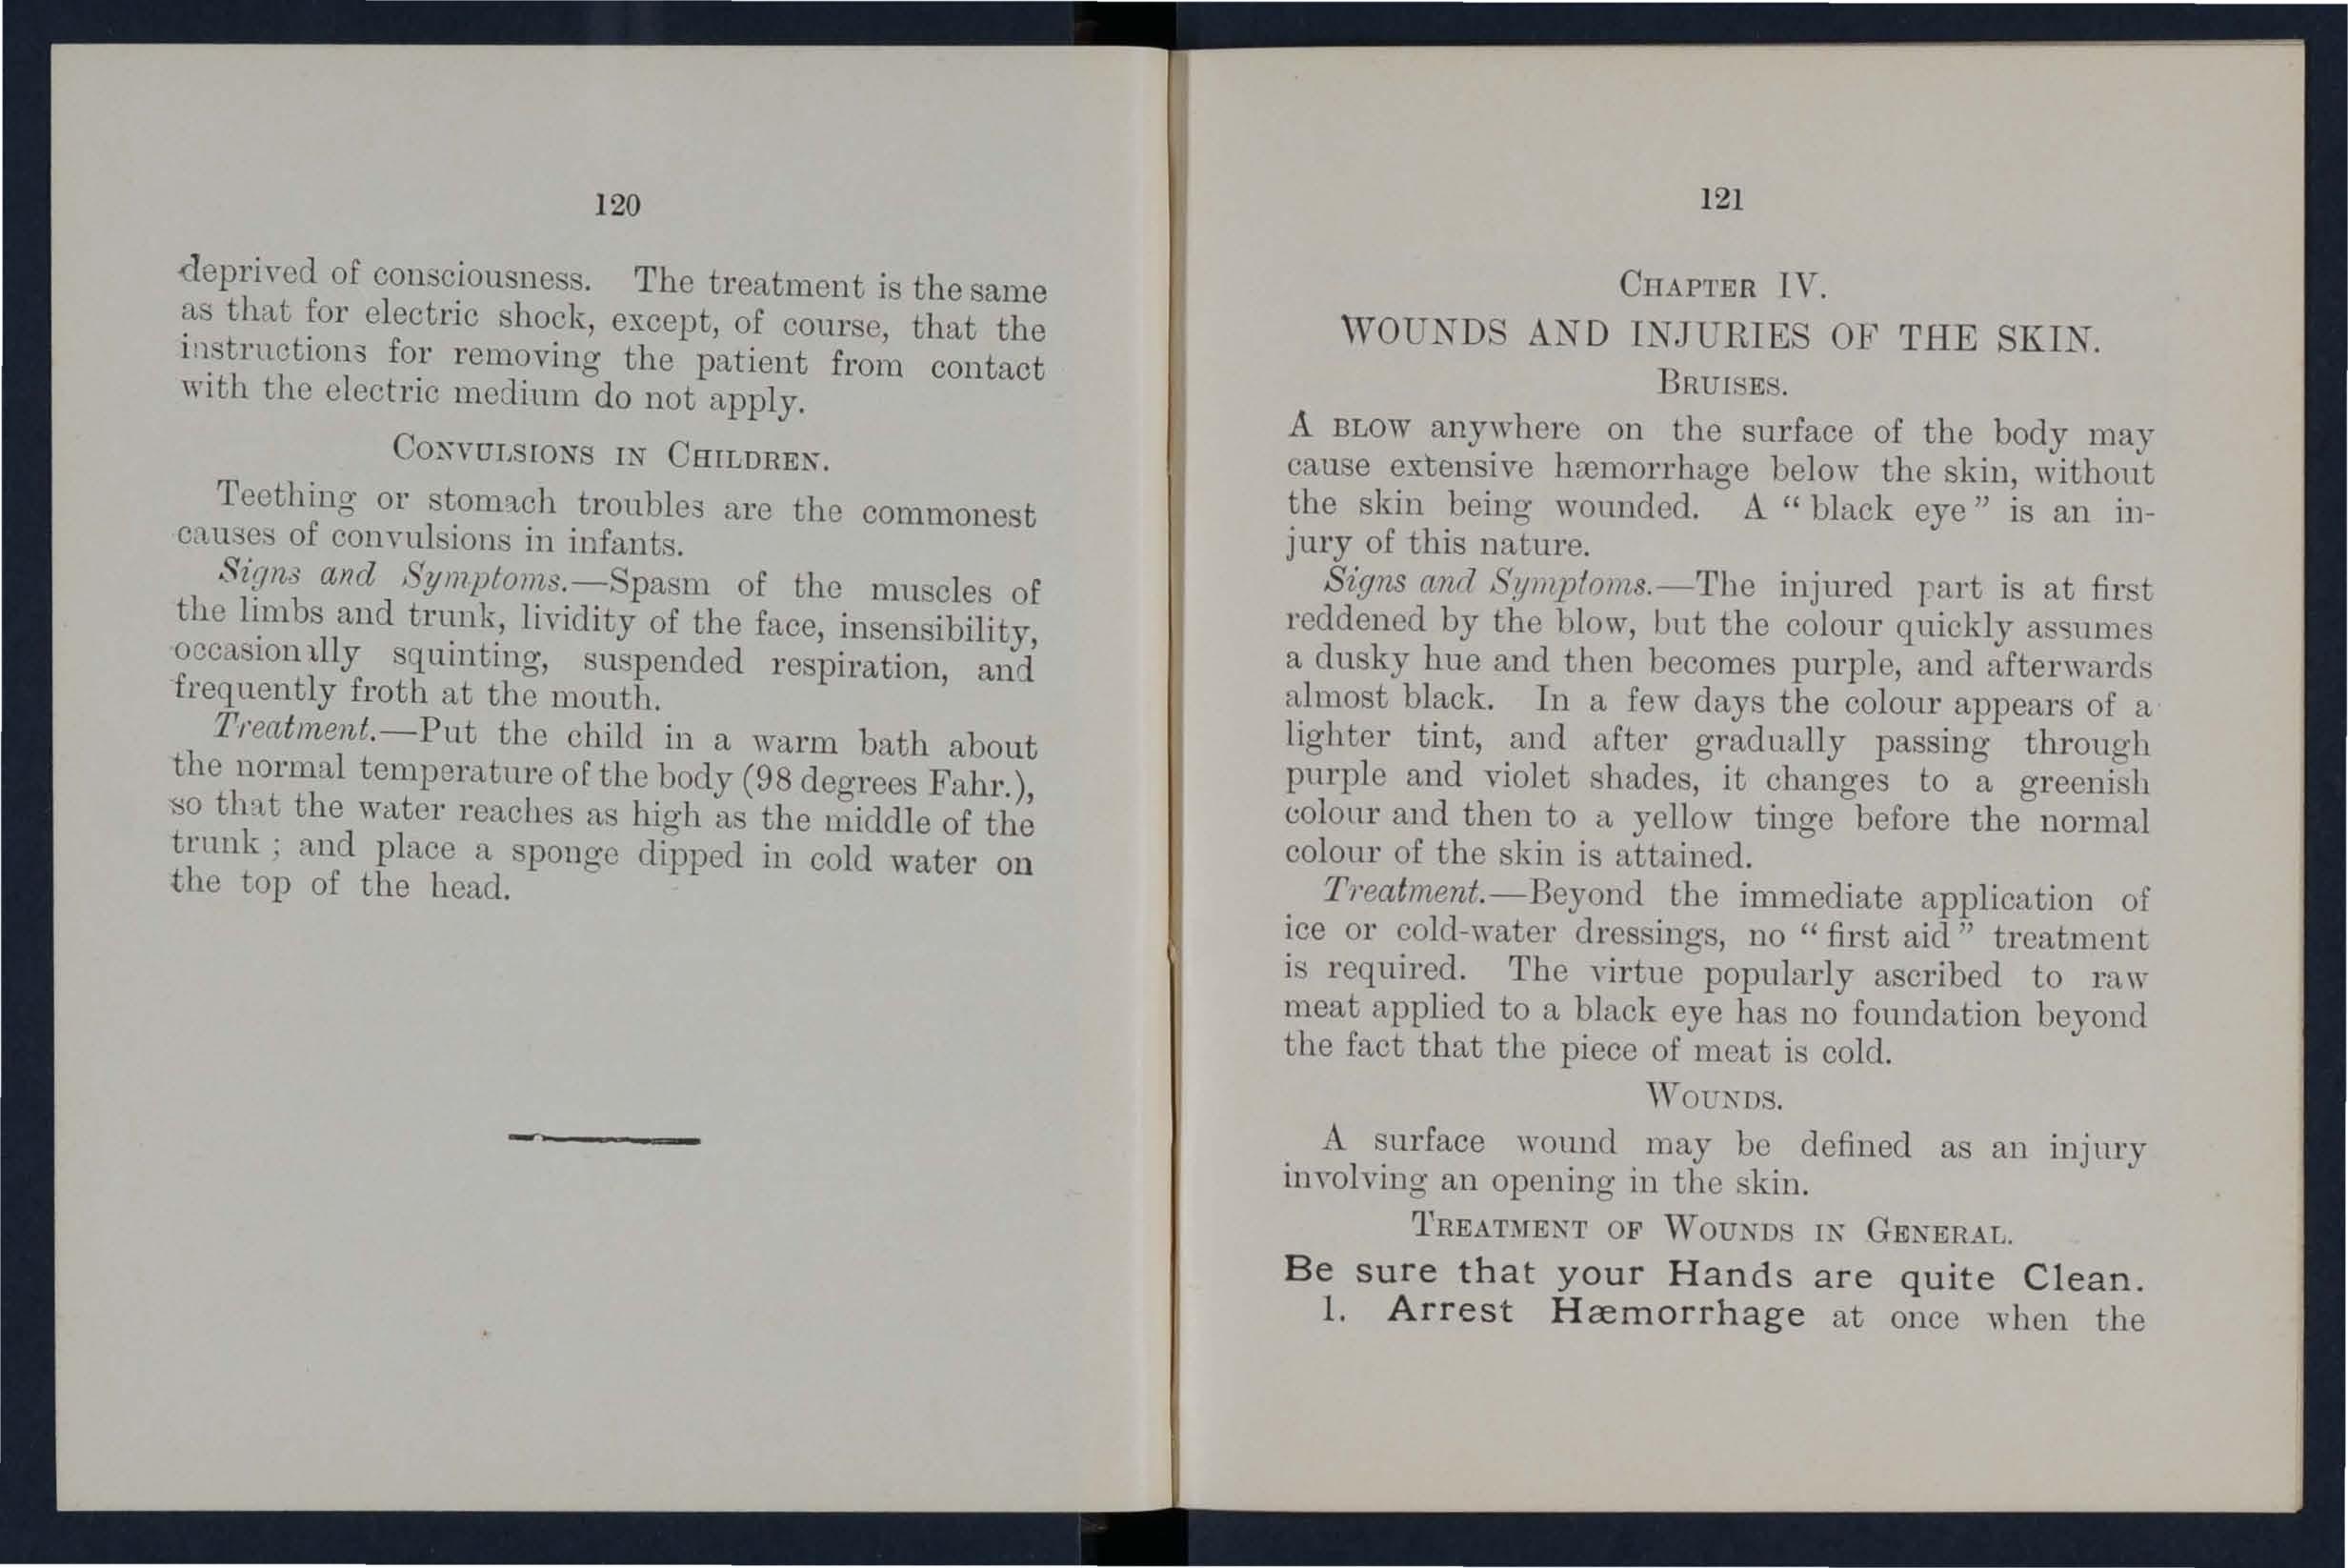 120
deprived of consciousness. The treatment is the same
as that for electric shock, except, of course, that the
instructions for removing the patient from contact
with the electric medium do not apply.
CONVULSIONS IN CHILDREN.
Teething or stomach troubles are the commonest
causes of convulsions in infants.
Signs and Symptoms.—Spasm of the muscles of
the limbs and trunk, lividity of the face, insensibility,
occasionally squinting, suspended respiration, and
frequently froth at the mouth.
Treatment.—Put the child in a warm bath about
the normal temperature of the body (98 degrees Fahr.),
so that the water reaches as high as the middle of the
trunk ; and place a sponge dipped in cold water on
the top of the head.
121
CHAPTER IV.
WOUNDS AND INJURIES OF THE SKIN.
BRUISES.
A BLOW anywhere on the surface of the body may
cause extensive hæmorrhage below the skin, without
the skin being wounded. A “ black eye ” is an in-
jury of this nature.
Signs and Symptoms.—The injured part is at first
reddened by the blow, but the colour quickly assumes
a dusky hue and then becomes purple, and afterwards
almost black. In a few days the colour appears of a
lighter tint, and after gradually passing through
purple and violet shades, it changes to a greenish
colour and then to a yellow tinge before the normal
colour of the skin is attained.
Treatment.—Beyond the immediate application of
ice or cold-water dressings, no “ first aid ” treatment
is required. The virtue popularly ascribed to raw
meat applied to a black eye has no foundation beyond
the fact that the piece of meat is cold.
WOUNDS.
A surface wound may be defined as an injury
involving an opening in the skin.
TREATMENT OF WOUNDS IN GENERAL.
Be sure that your Hands are quite Clean.
1. Arrest Hæmorrhage at once when the